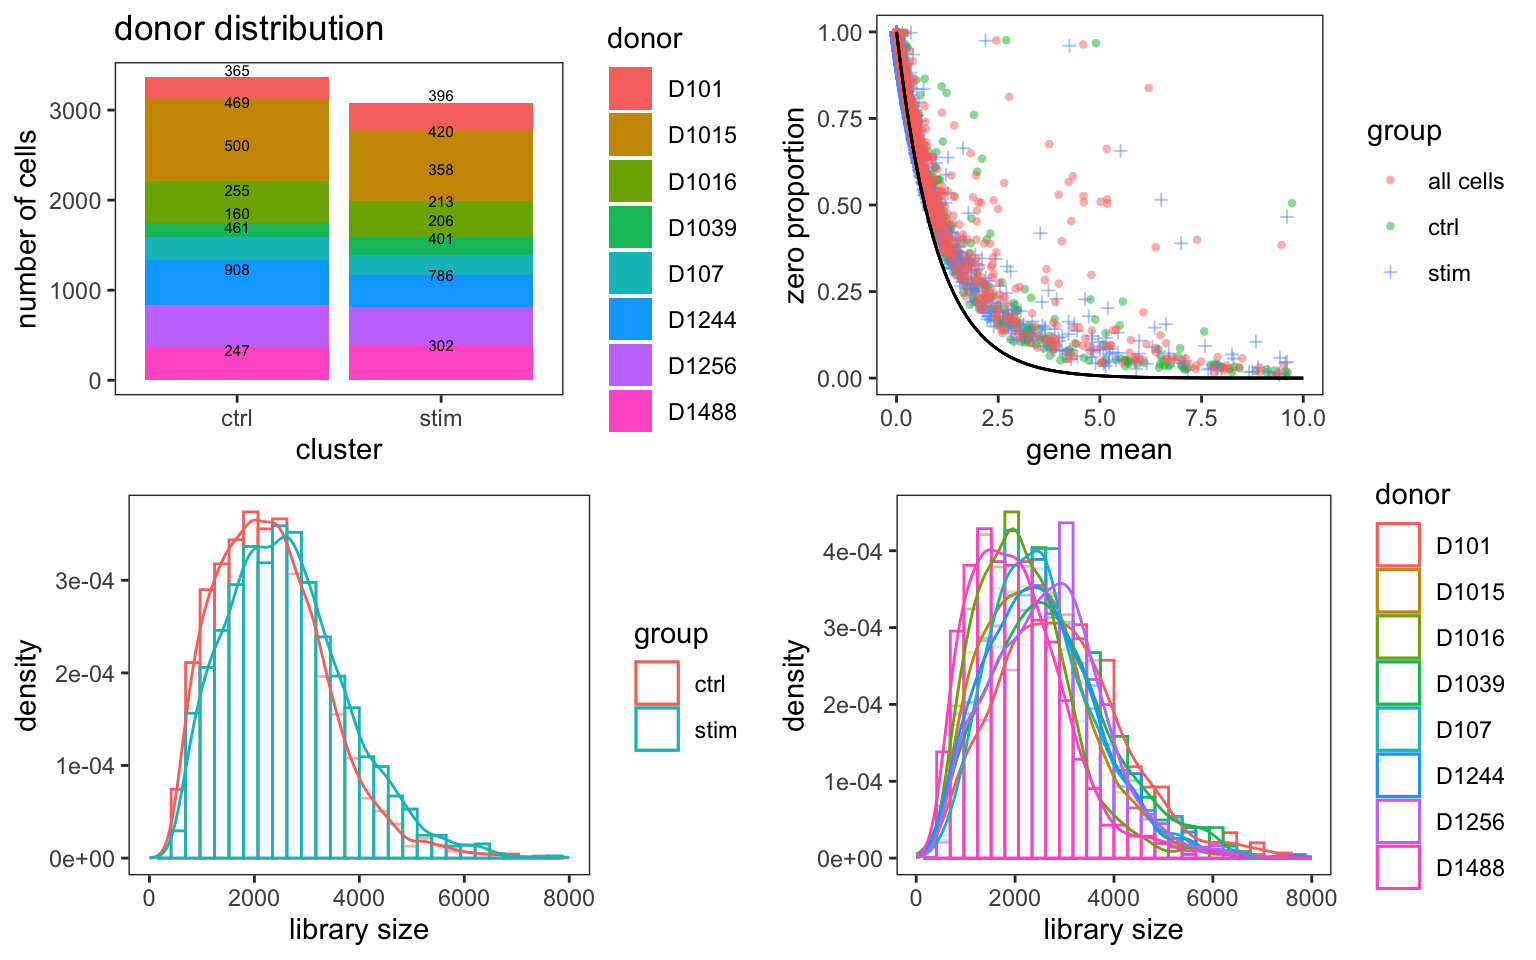 donor distribution
number of cells
3000
2000
1000
0
365
469
500
255
160
461
908
247
396
420
358
213
206
401
786
302
ctrl
stim
cluster
donor
D101
D1015
D1016
D1039
D107
D1244
D1256
D1488
zero proportion
1.00
0.75
0.50
0.25
0.00
0.0
2.5
5.0
7.5
10.0
gene mean
group
all cells
ctrl
stim
density
3e-04
2e-04
1e-04
0e+00
0
2000
4000
6000
8000
library size
group
ctrl
stim
density
4e-04
3e-04
2e-04
1e-04
0e+00
0
2000
4000
6000
8000
library size
donor
D101
D1015
D1016
D1039
D107
D1244
D1256
D1488